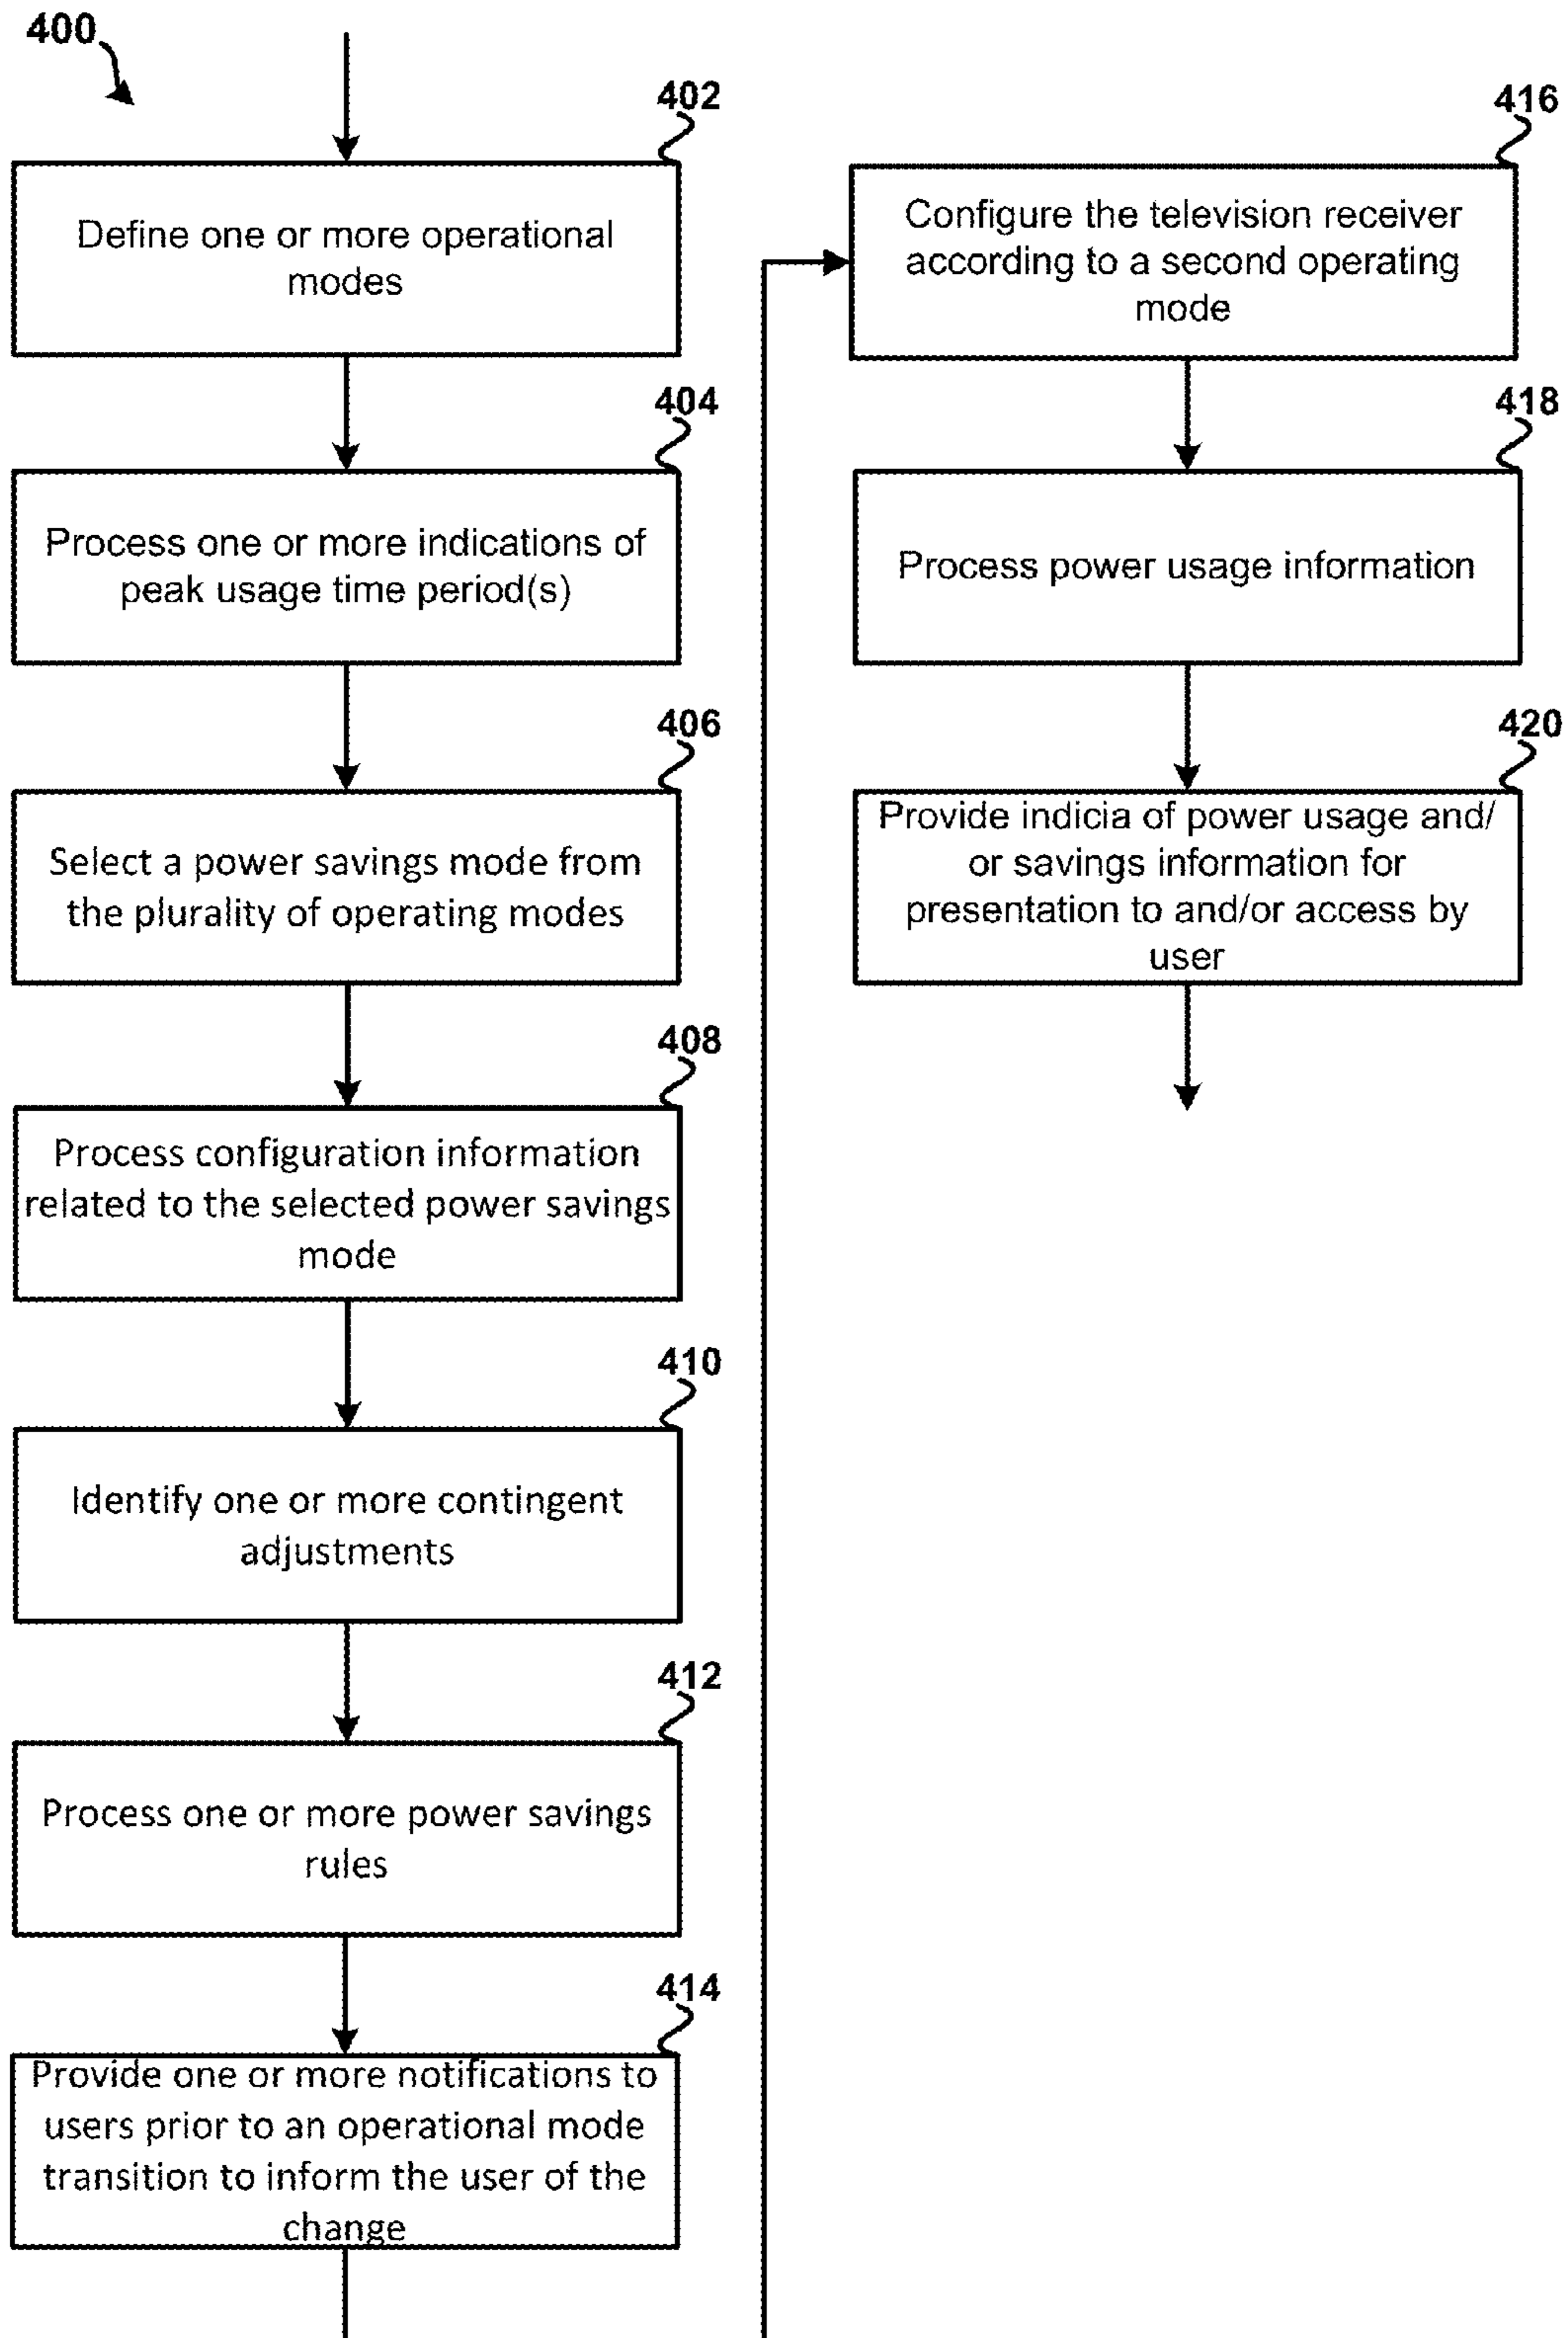 400
402
Define one or more operational
modes
404
Process one or more indications of
peak usage time period(s)
406
Select a power savings mode from
the plurality of operating modes
408
Process configuration information
related to the selected power savings
mode
410
Identify one or more contingent
adjustments
412
Process one or more power savings
rules
414
Provide one or more notifications to
users prior to an operational mode
transition to inform the user of the
change
416
Configure the television receiver
according to a second operating
mode
418
Process power usage information
420
Provide indicia of power usage and/
or savings information for
presentation to and/or access by
user